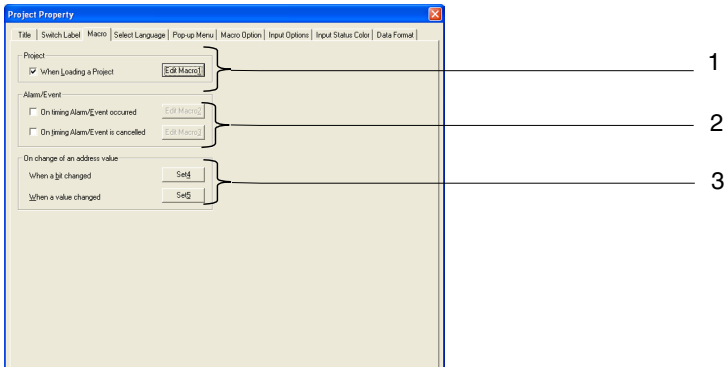 Project Property
Title Switch Label Macro Select Language Pop-up Menu Macro Option Input Options Input Status Color Data Format
Project
When Loading a Project Edit Macro1 1
Alarm/Event
On timing Alarm/Event occurred Edit Macro2
2
On timing Alarm/Event is cancelled Edit Macro3
On change of an address value
When a bit changed Set4
3
When a value changed Set5